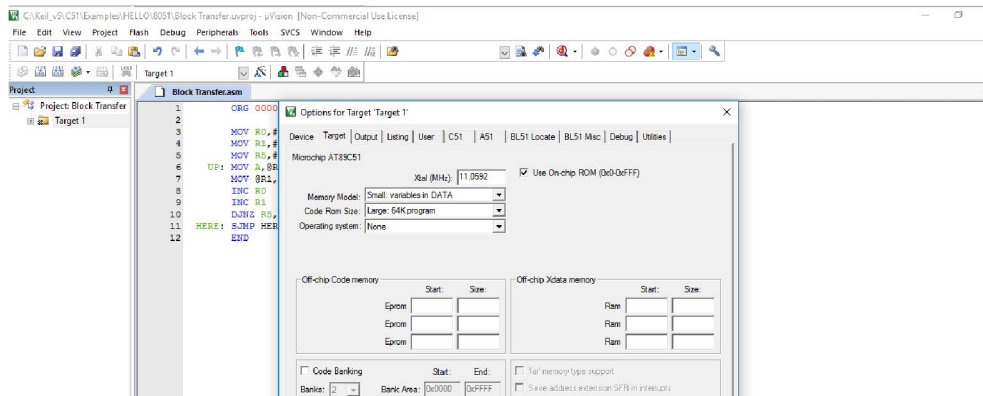 C:\Keil_v5\C51\Examples\HELLO\8051\Block Transfer.uvproj - µVision [Non-Commercial Use License]
File Edit View Project Flash Debug Peripherals Tools SVCS Window Help
Target 1
Project
Block Transfer.asm
Project: Block Transfer
Target 1
1 ORG 0000
2
3 MOV R0,#
4 MOV R1,#
5 MOV R5,#
6 UP: MOV A,@R
7 MOV @R1,
8 INC R0
9 INC R1
10 DJNZ R5,
11 HERE: SJMP HER
12 END
Options for Target 'Target 1'
Device Target Output Listing User C51 A51 BL51 Locate BL51 Misc Debug Utilities
Microchip AT89C51
Xtal (MHz): 11.0592 Use On-chip ROM (0x0-0xFFF)
Memory Model: Small: variables in DATA
Code Rom Size: Large: 64K program
Operating system: None
Off-chip Code memory
Start: Size:
Eprom
Eprom
Eprom
Off-chip Xdata memory
Start: Size:
Ram
Ram
Ram
Code Banking Start: End:
Banks: 2 Bank Area: 0x0000 0xFFFF
'far' memory type support
Save address extension SFR in interrupts